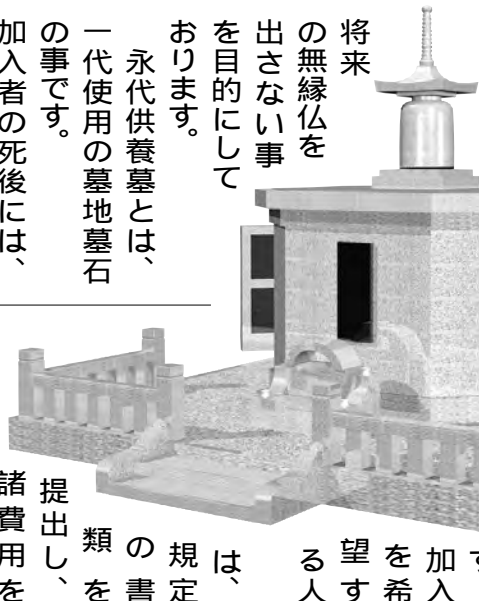 将来
の無縁仏を
出さない事
を目的にして
おります。
永代供養墓とは、
一代使用の墓地墓石
の事です。
加入者の死後には、
加入
を希
望す
る人
は、
規定
の書
類を
提出し、
諸費用を